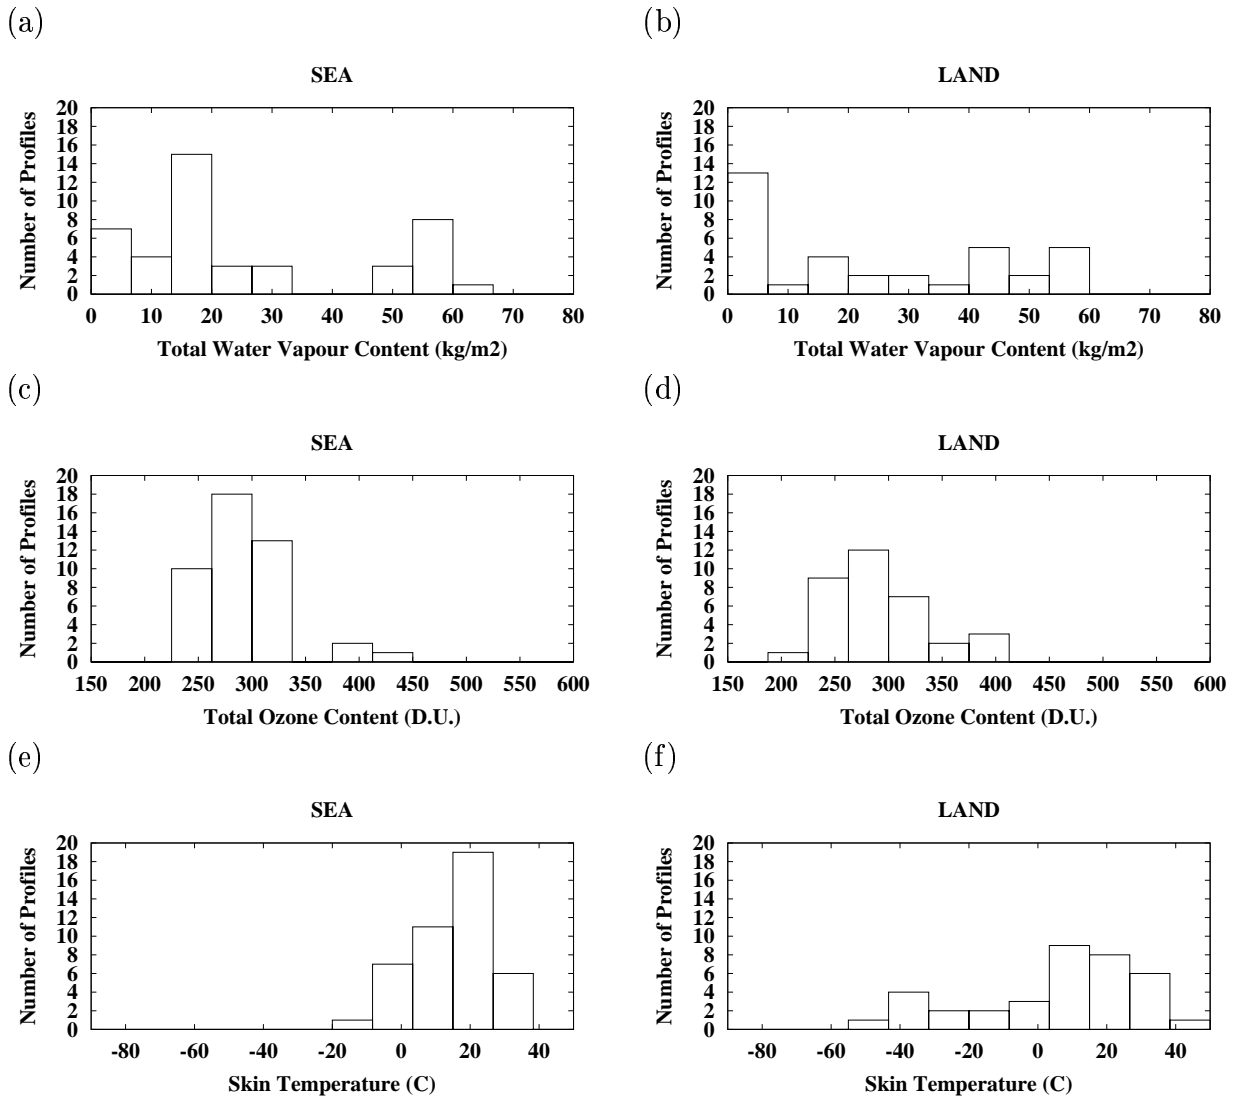 (a)
SEA
Number of Profiles
20
18
16
14
12
10
8
6
4
2
0
0 10 20 30 40 50 60 70 80
Total Water Vapour Content (kg/m2)
(b)
LAND
Number of Profiles
20
18
16
14
12
10
8
6
4
2
0
0 10 20 30 40 50 60 70 80
Total Water Vapour Content (kg/m2)
(c)
SEA
Number of Profiles
20
18
16
14
12
10
8
6
4
2
0
150 200 250 300 350 400 450 500 550 600
Total Ozone Content (D.U.)
(d)
LAND
Number of Profiles
20
18
16
14
12
10
8
6
4
2
0
150 200 250 300 350 400 450 500 550 600
Total Ozone Content (D.U.)
(e)
SEA
Number of Profiles
20
18
16
14
12
10
8
6
4
2
0
-80 -60 -40 -20 0 20 40
Skin Temperature (C)
(f)
LAND
Number of Profiles
20
18
16
14
12
10
8
6
4
2
0
-80 -60 -40 -20 0 20 40
Skin Temperature (C)